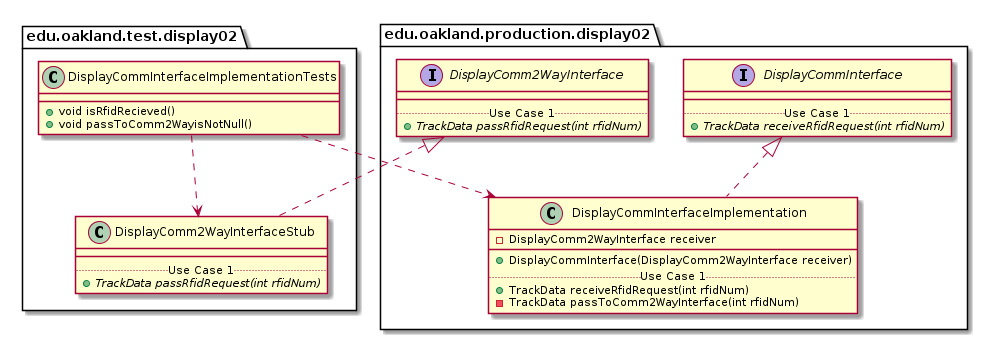 edu.oakland.test.display02
C DisplayCommInterfaceImplementationTests
void isRfidRecieved()
void passToComm2WayisNotNull()
C DisplayComm2WayInterfaceStub
Use Case 1
TrackData passRfidRequest(int rfidNum)
edu.oakland.production.display02
I DisplayComm2WayInterface
Use Case 1
TrackData passRfidRequest(int rfidNum)
I DisplayCommInterface
Use Case 1
TrackData receiveRfidRequest(int rfidNum)
C DisplayCommInterfaceImplementation
DisplayComm2WayInterface receiver
DisplayCommInterface(DisplayComm2WayInterface receiver)
Use Case 1
TrackData receiveRfidRequest(int rfidNum)
TrackData passToComm2WayInterface(int rfidNum)